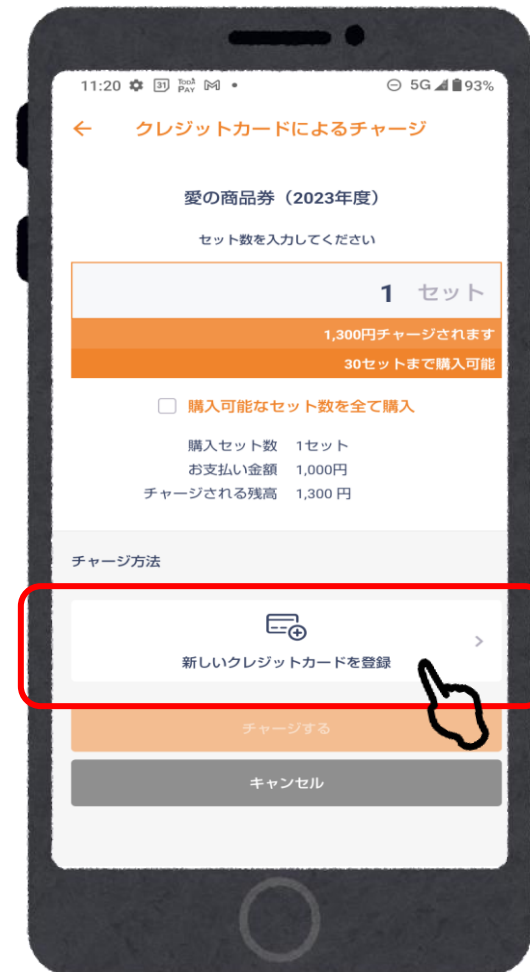 11:20 31 TODA PAY • 5G 93%
← クレジットカードによるチャージ
愛の商品券（2023年度）
セット数を入力してください
1 セット
1,300円チャージされます
30セットまで購入可能
購入可能なセット数を全て購入
購入セット数 1セット
お支払い金額 1,000円
チャージされる残高 1,300 円
チャージ方法
新しいクレジットカードを登録
チャージする
キャンセル